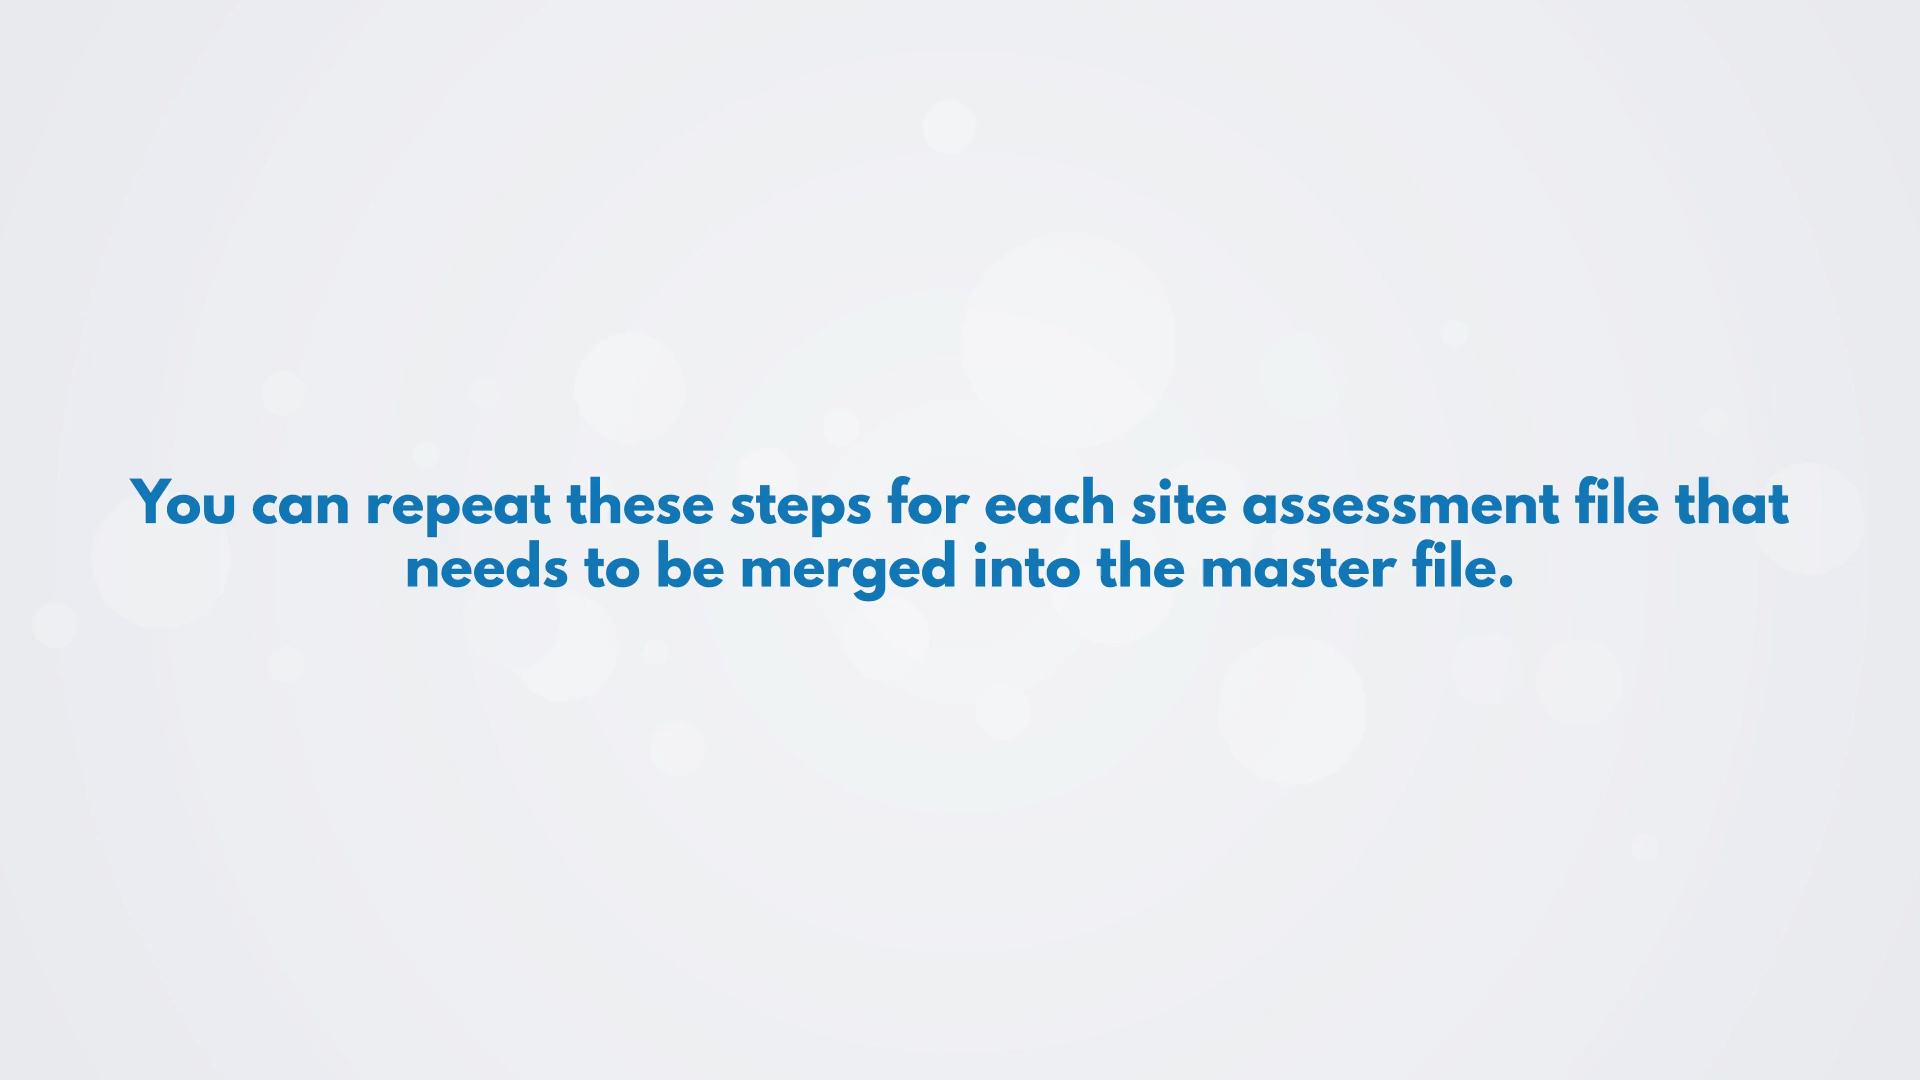 You can repeat these steps for each site assessment file that
needs to be merged into the master file.